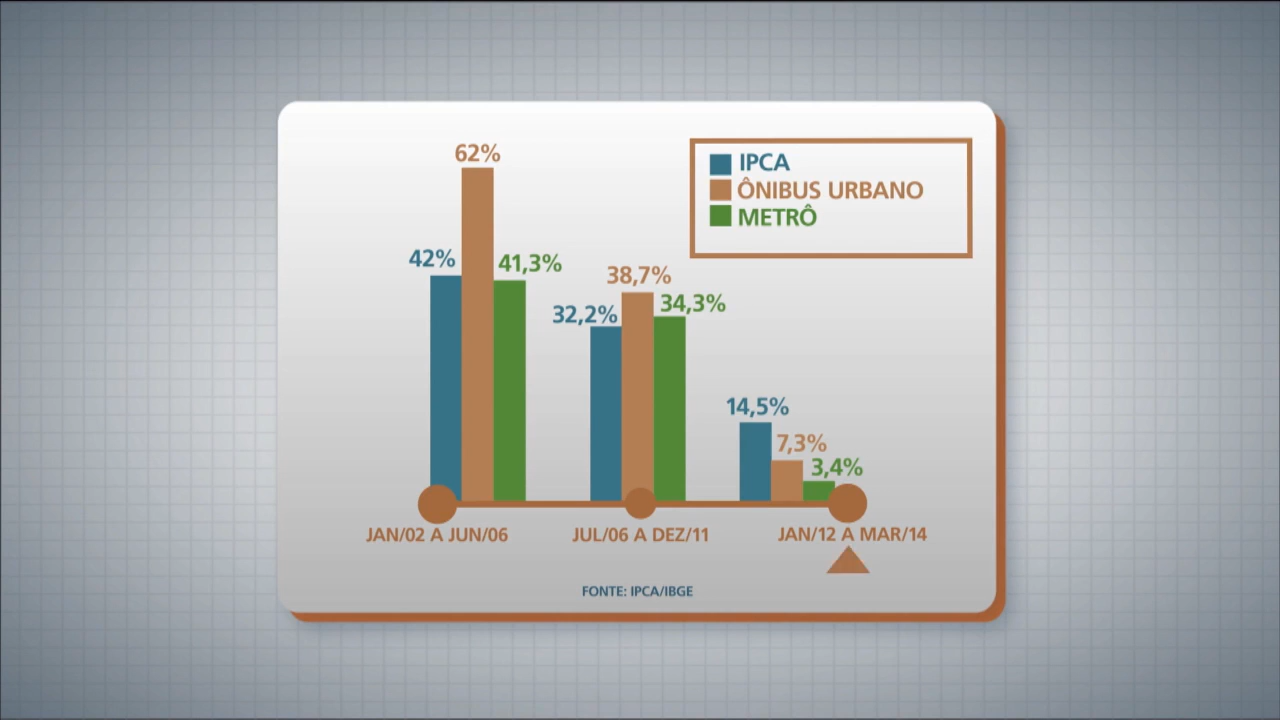 IPCA
ÔNIBUS URBANO
METRÔ
62%
42%
41,3%
38,7%
32,2%
34,3%
14,5%
7,3%
3,4%
JAN/02 A JUN/06
JUL/06 A DEZ/11
JAN/12 A MAR/14
FONTE: IPCA/IBGE